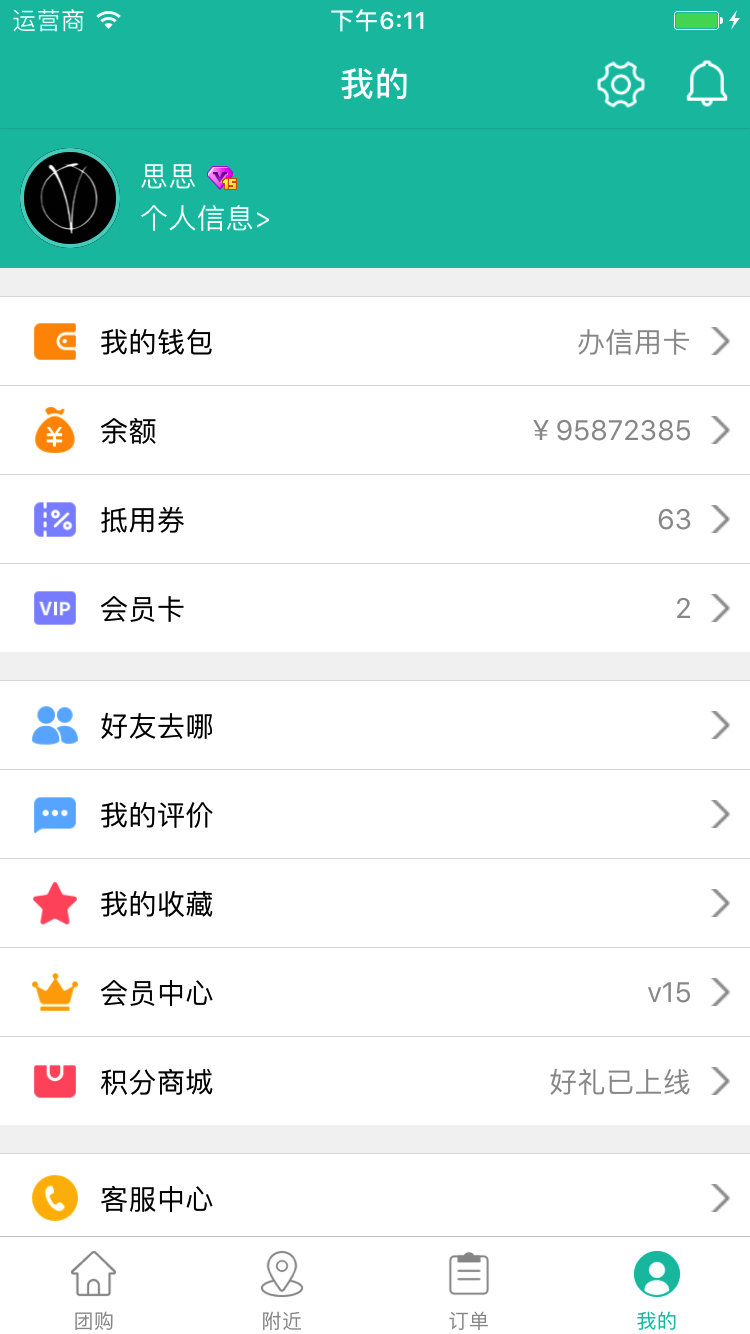 运营商 下午6:11
我的
思思 V15
个人信息>
我的钱包 办信用卡
¥ 余额 ¥ 95872385
% 抵用券 63
VIP 会员卡 2
好友去哪
我的评价
我的收藏
会员中心 v15
积分商城 好礼已上线
客服中心
团购 附近 订单 我的